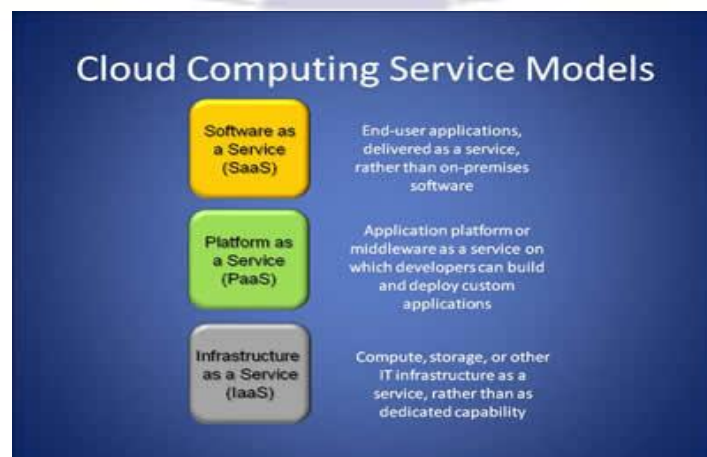 Cloud Computing Service Models
Software as
a Service
(SaaS)
End-user applications,
delivered as a service,
rather than on-premises
software
Platform as
a Service
(PaaS)
Application platform or
middleware as a service on
which developers can build
and deploy custom
applications
Infrastructure
as a Service
(IaaS)
Compute, storage, or other
IT infrastructure as a
service, rather than as
dedicated capability